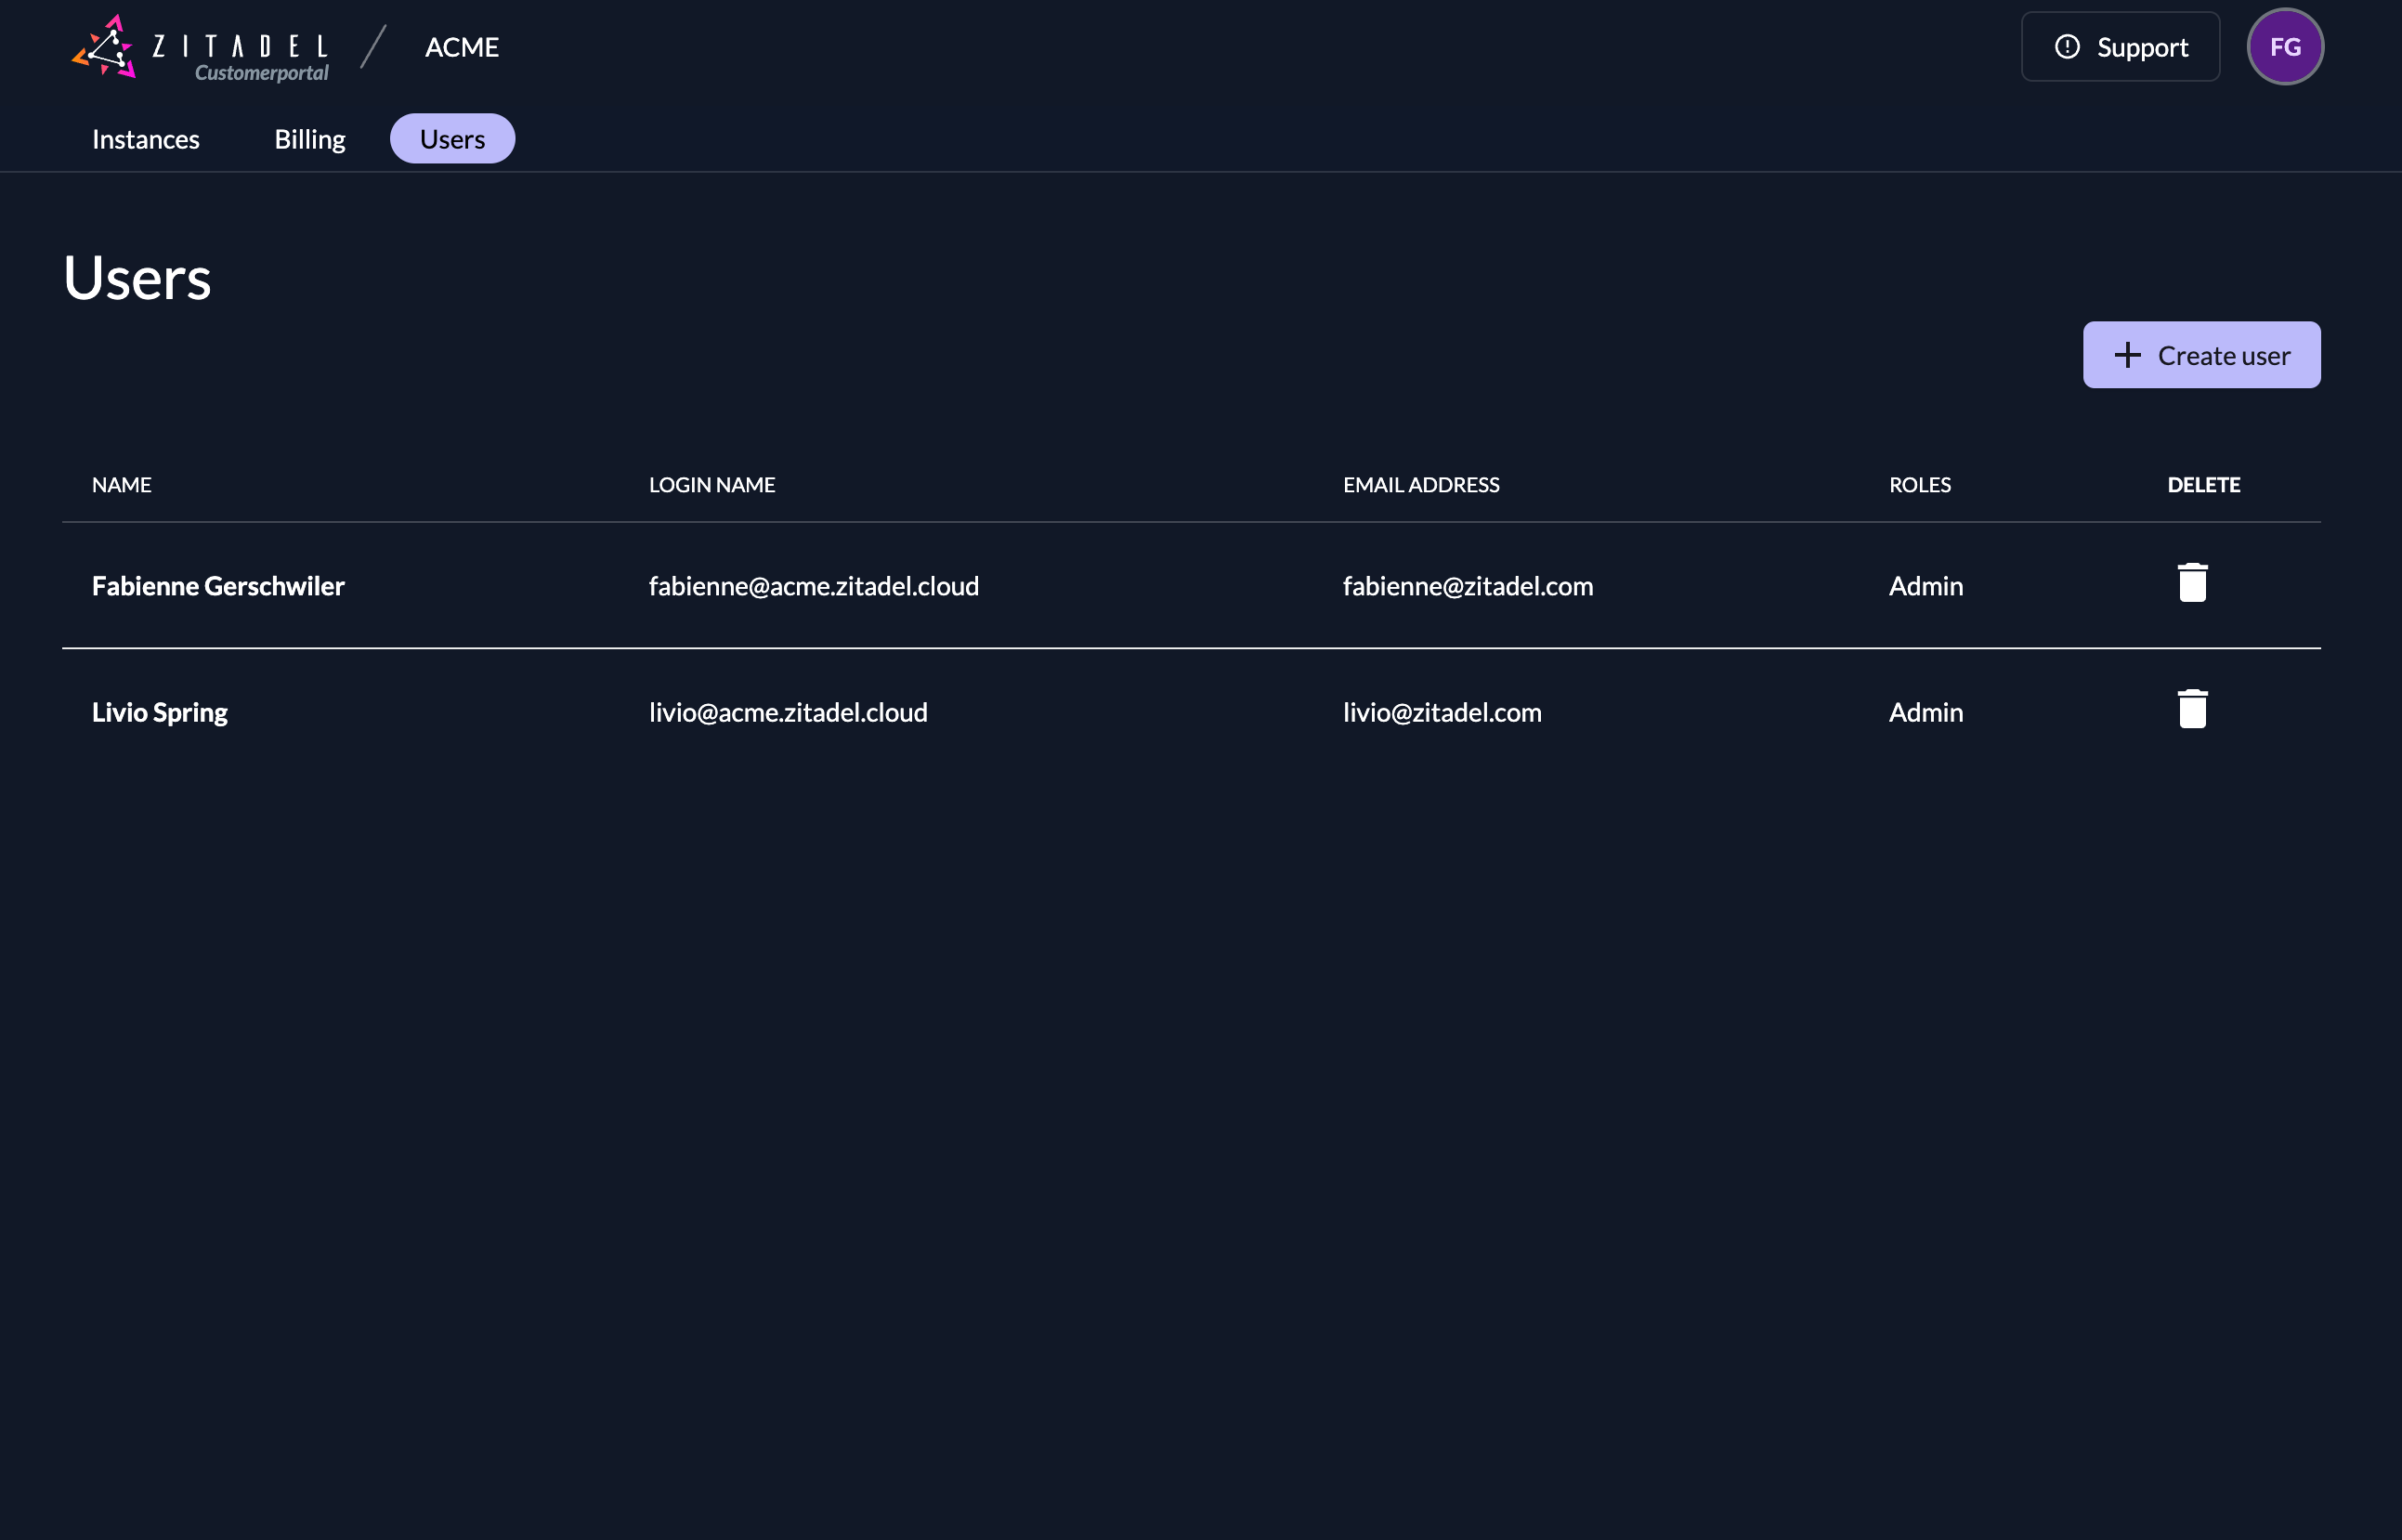 ZITADEL
Customerportal
ACME
Support
FG
Instances Billing Users
Users
Create user
NAME LOGIN NAME EMAIL ADDRESS ROLES DELETE
Fabienne Gerschwiler fabienne@acme.zitadel.cloud fabienne@zitadel.com Admin
Livio Spring livio@acme.zitadel.cloud livio@zitadel.com Admin